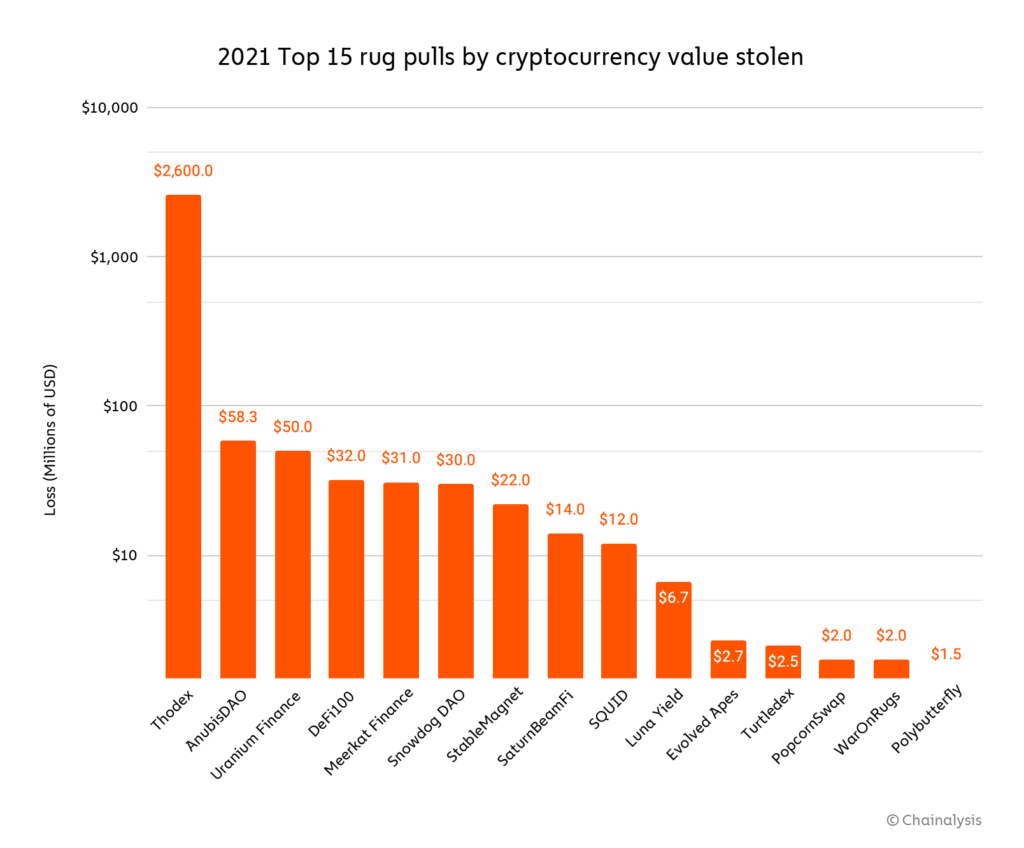 2021 Top 15 rug pulls by cryptocurrency value stolen
Loss (Millions of USD)
$10,000
$1,000
$100
$10
$2,600.0
$58.3
$50.0
$32.0
$31.0
$30.0
$22.0
$14.0
$12.0
$6.7
$2.7
$2.5
$2.0
$2.0
$1.5
Thodex
AnubisDAO
Uranium Finance
DeFi100
Meerkat Finance
Snowdog DAO
StableMagnet
SaturnBeamFi
SQUID
Luna Yield
Evolved Apes
Turtledex
PopcornSwap
WarOnRugs
Polybutterfly
© Chainalysis